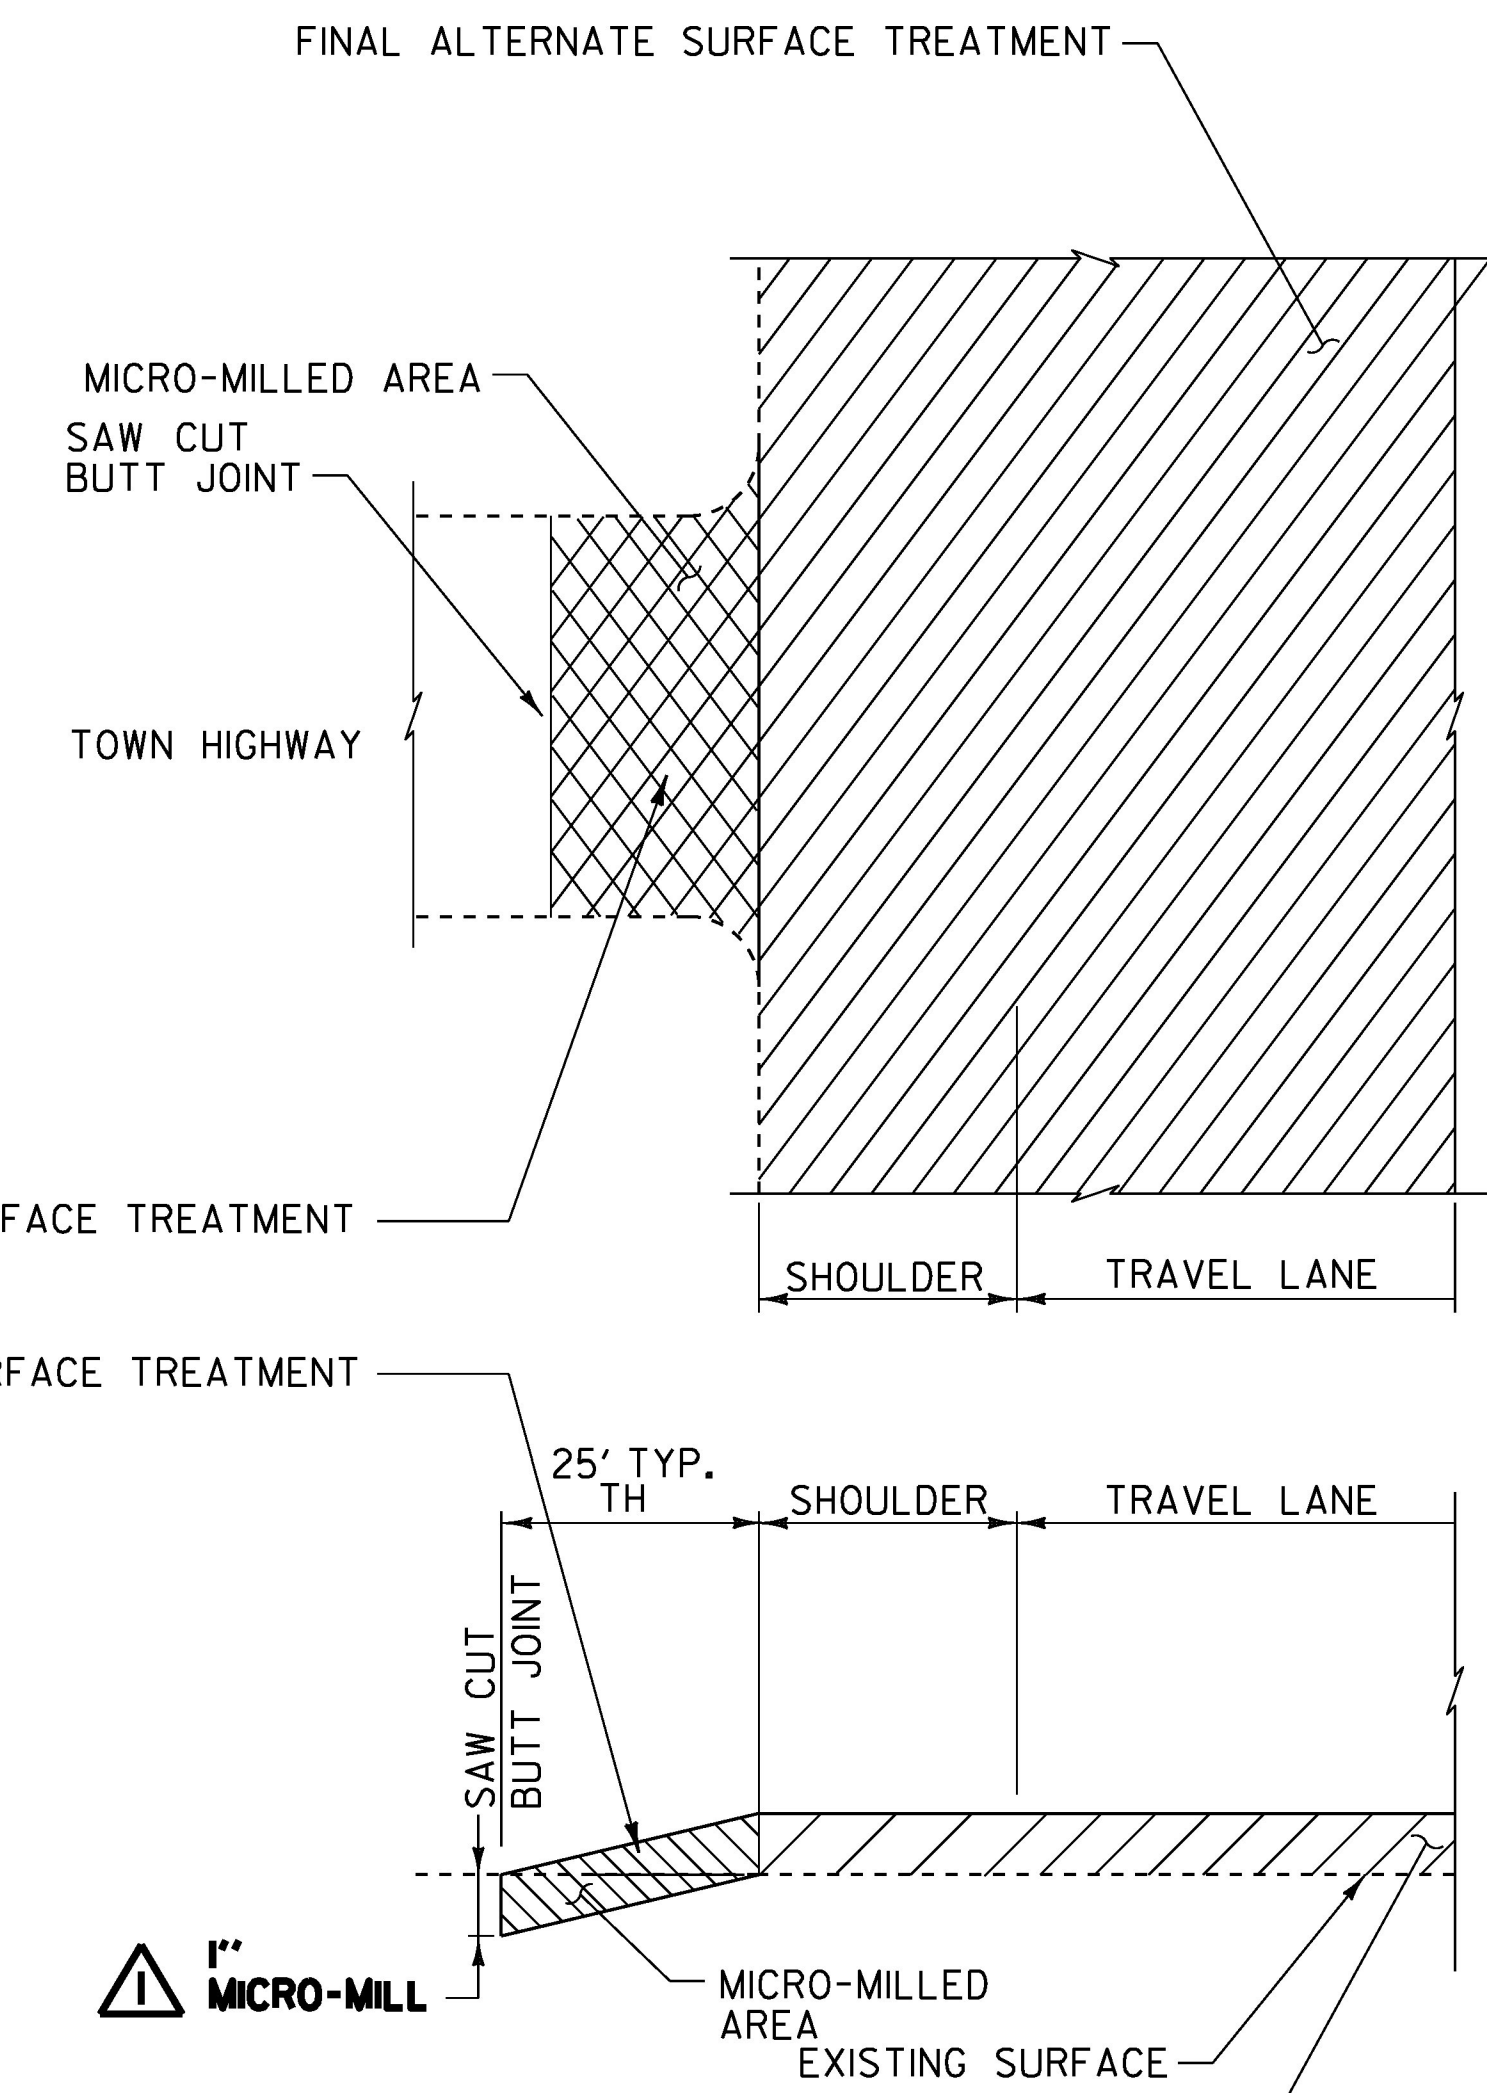 FINAL ALTERNATE SURFACE TREATMENT
MICRO-MILLED AREA
SAW CUT
BUTT JOINT
TOWN HIGHWAY
FACE TREATMENT
SHOULDER
TRAVEL LANE
RFACE TREATMENT
25' TYP.
TH
SHOULDER
TRAVEL LANE
SAW CUT
BUTT JOINT
1"
1
MICRO-MILL
MICRO-MILLED
AREA
EXISTING SURFACE